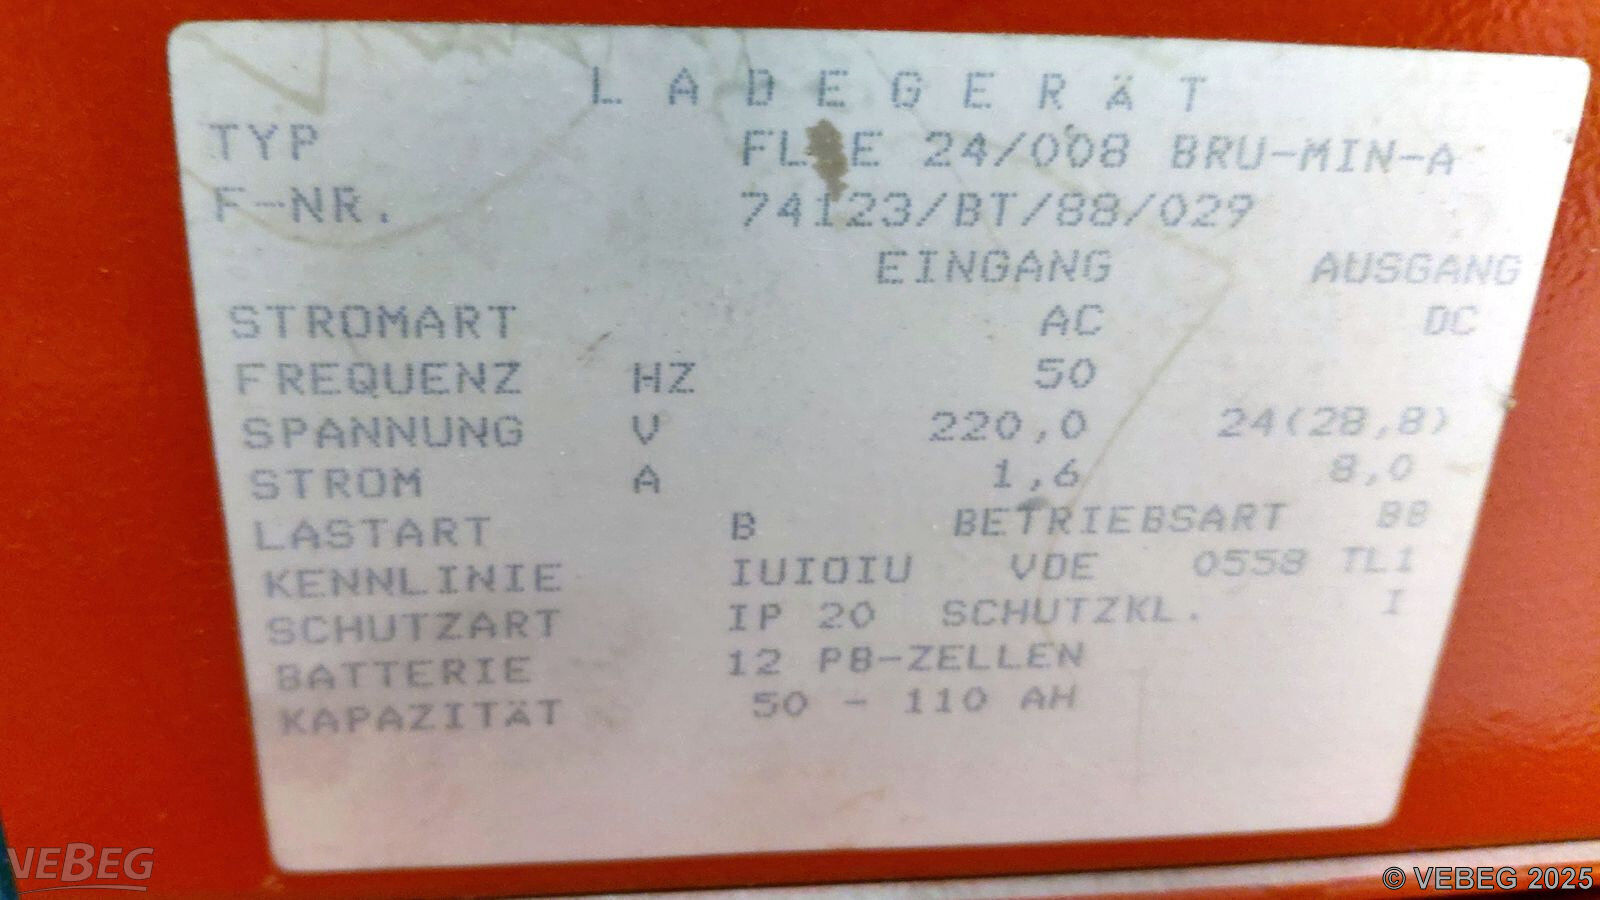 LADEGERÄT
TYP FL E 24/008 BRU-MIN-A
F-NR. 74123/BT/88/029
EINGANG AUSGANG
STROMART AC DC
FREQUENZ HZ 50
SPANNUNG V 220,0 24(28,8)
STROM A 1,6 8,0
LASTART B BETRIEBSART BB
KENNLINIE IUIOIU VDE 0558 TL1
SCHUTZART IP 20 SCHUTZKL. I
BATTERIE 12 PB-ZELLEN
KAPAZITÄT 50 - 110 AH
VEBEG
© VEBEG 2025